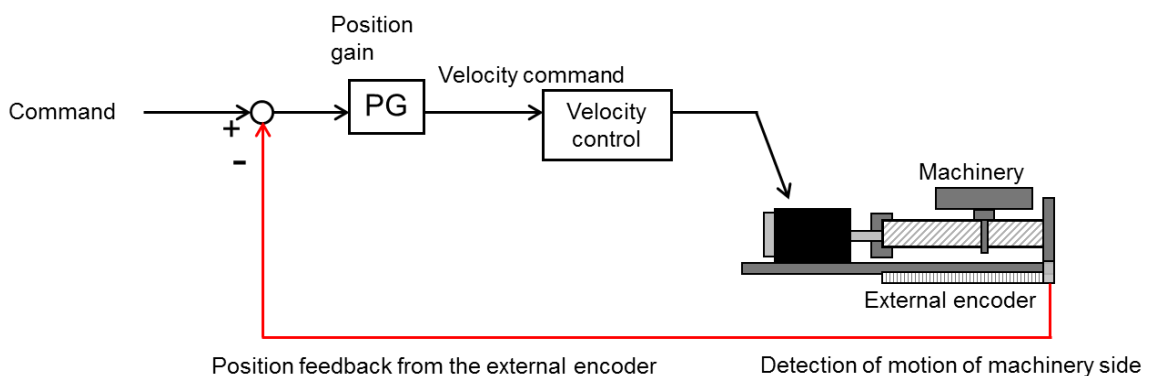 Position
gain
Velocity command
Command
PG
Velocity
control
+
-
Machinery
External encoder
Position feedback from the external encoder
Detection of motion of machinery side